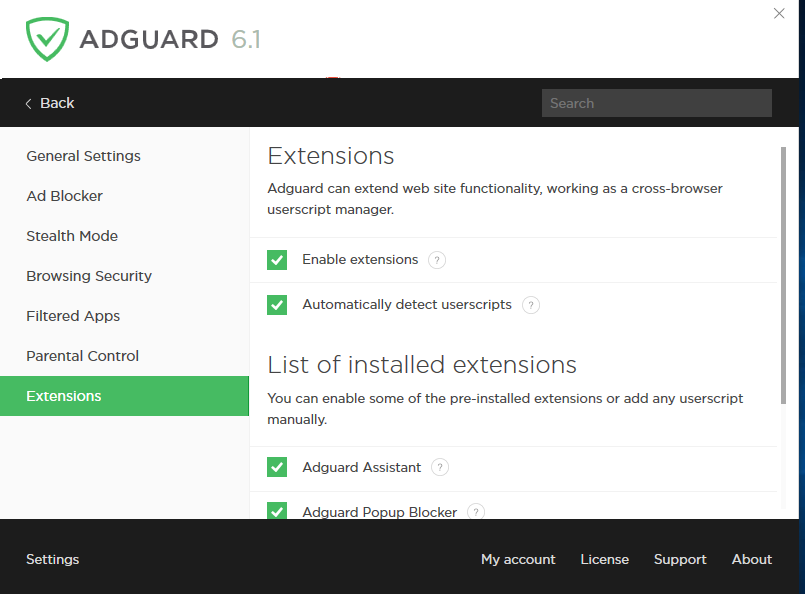 ADGUARD 6.1
Back
Search
General Settings
Ad Blocker
Stealth Mode
Browsing Security
Filtered Apps
Parental Control
Extensions
Extensions
Adguard can extend web site functionality, working as a cross-browser
userscript manager.
Enable extensions ?
Automatically detect userscripts ?
List of installed extensions
You can enable some of the pre-installed extensions or add any userscript
manually.
Adguard Assistant ?
Adguard Popup Blocker ?
Settings
My account License Support About